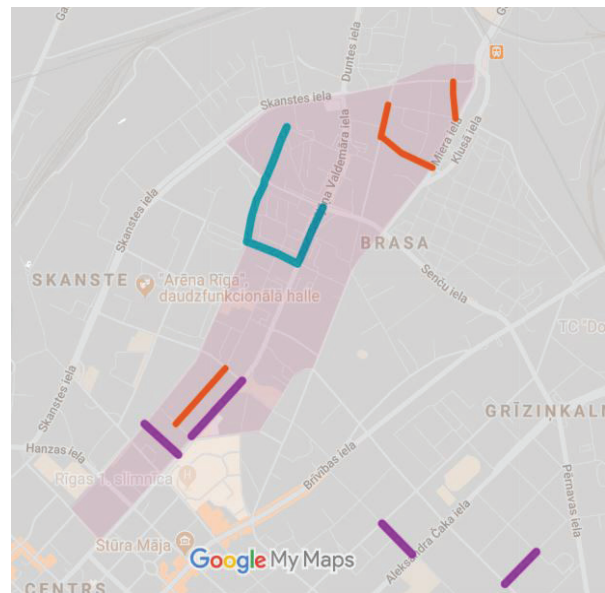 Duntes iela
Skanstes iela
Miera iela
Klusā iela
Skanstes iela
Valdemāra iela
BRASA
SKANSTE
"Arēna Rīga",
daudzfunkcionāla halle
Senču iela
Skanstes iela
GRĪZIŅKALN
Hanzas iela
Brīvības iela
Rīgas 1. slimnīca
H
Pērnavas iela
Aleksandra Čaka iela
Stūra Māja
Google My Maps
CENTRS